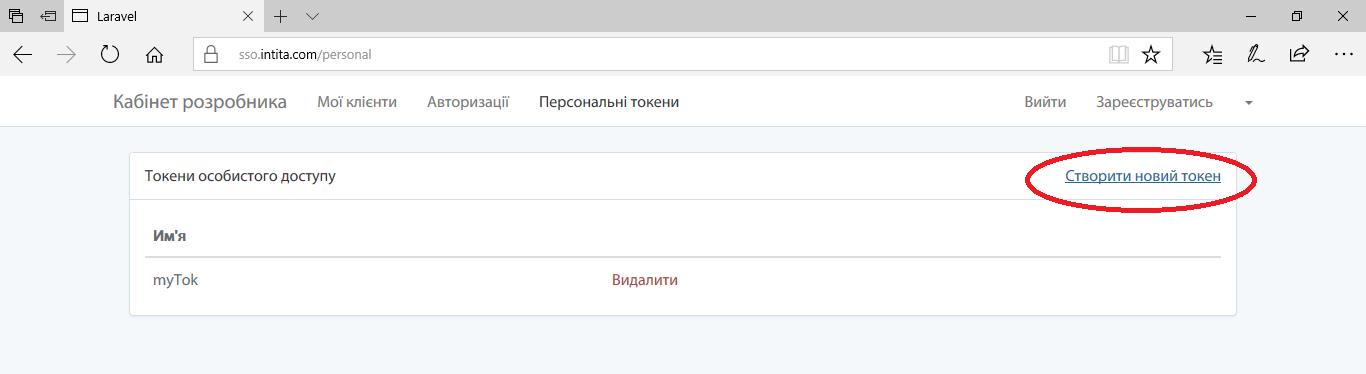 Laravel
sso.intita.com/personal
Кабінет розробника Мої клієнти Авторизації Персональні токени Вийти Зареєструватись
Токени особистого доступу Створити новий токен
Им'я
myTok Видалити